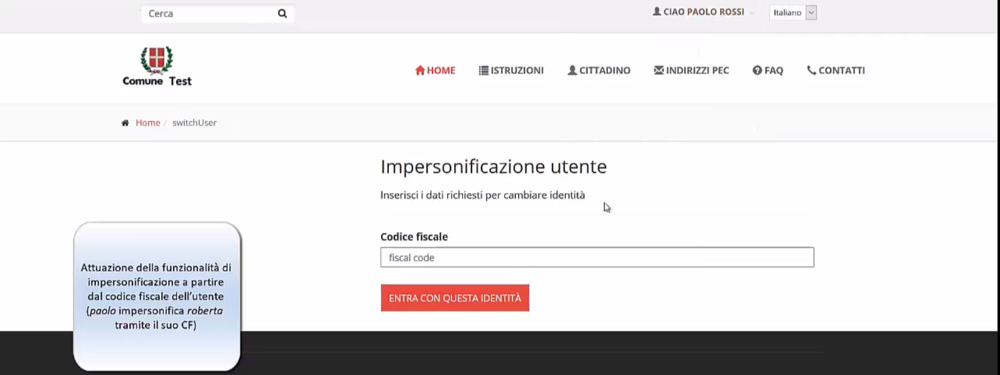 Cerca
CIAO PAOLO ROSSI
Italiano
Comune Test
HOME
ISTRUZIONI
CITTADINO
INDIRIZZI PEC
FAQ
CONTATTI
Home / switchUser
Impersonificazione utente
Inserisci i dati richiesti per cambiare identità
Codice fiscale
fiscal code
ENTRA CON QUESTA IDENTITÀ
Attuazione della funzionalità di
impersonificazione a partire
dal codice fiscale dell'utente
(paolo impersonifica roberta
tramite il suo CF)